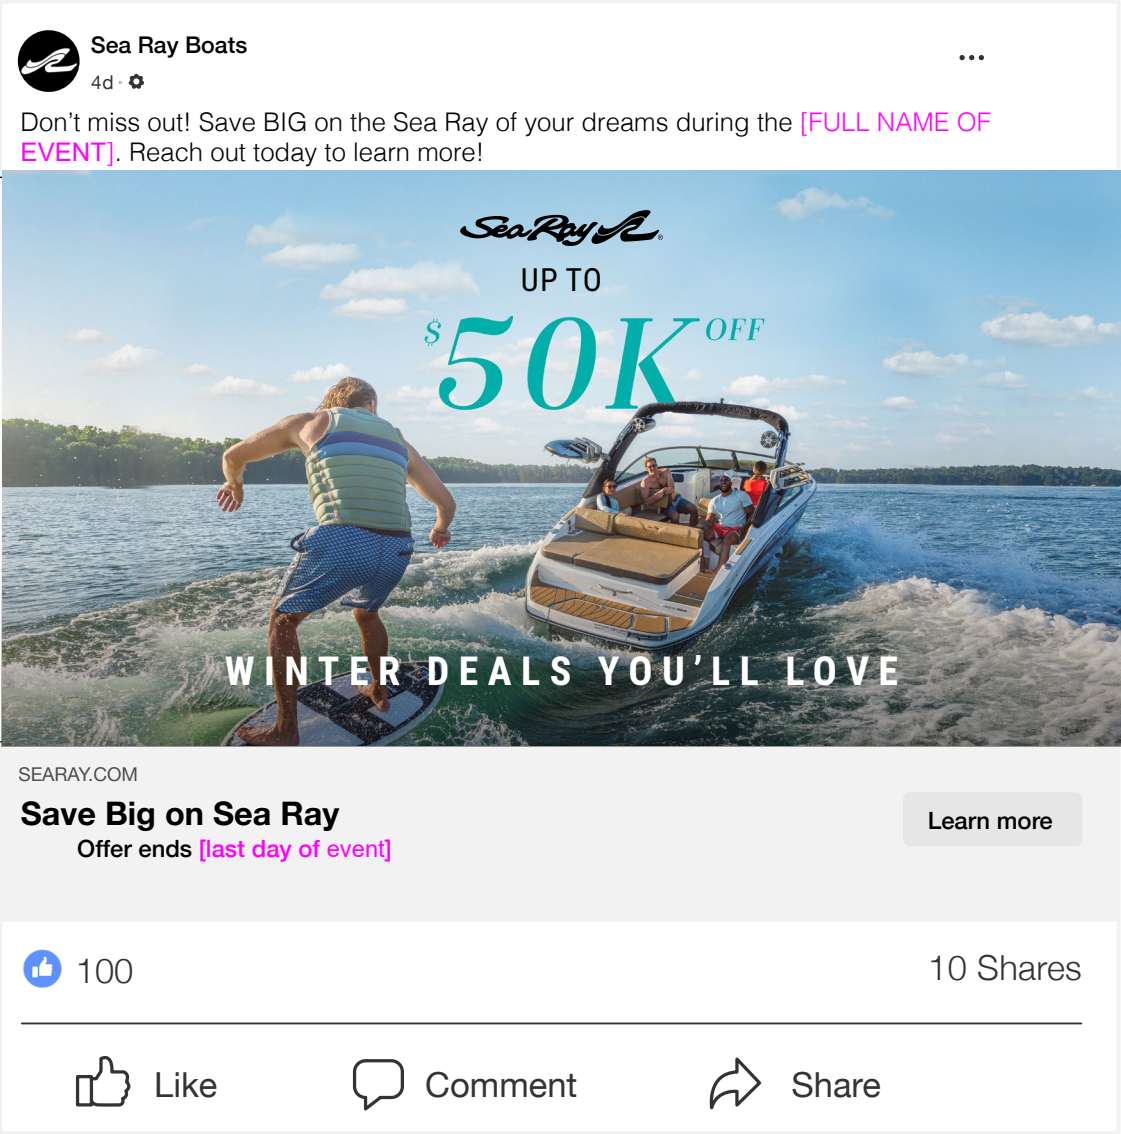 Sea Ray Boats
4d ·
Don’t miss out! Save BIG on the Sea Ray of your dreams during the [FULL NAME OF
EVENT]. Reach out today to learn more!
Sea Ray
UP TO
$50K OFF
WINTER DEALS YOU’LL LOVE
SEARAY.COM
Save Big on Sea Ray
Learn more
Offer ends [last day of event]
100
10 Shares
Like
Comment
Share